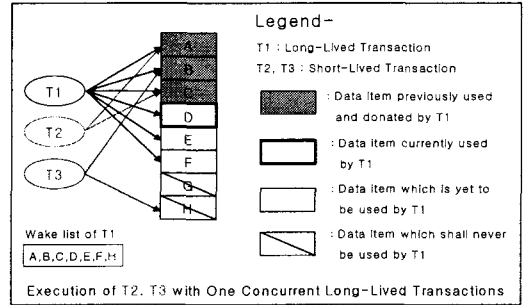 Legend-
T1 : Long-Lived Transaction
T2, T3 : Short-Lived Transaction
: Data Item previously used
and donated by T1
: Data item currently used
by T1
: Data item which is yet to
be used by T1
: Data item which shall never
be used by T1
T1
T2
T3
A
B
C
D
E
F
G
H
Wake list of T1
A,B,C,D,E,F,H
Execution of T2. T3 with One Concurrent Long-Lived Transactions